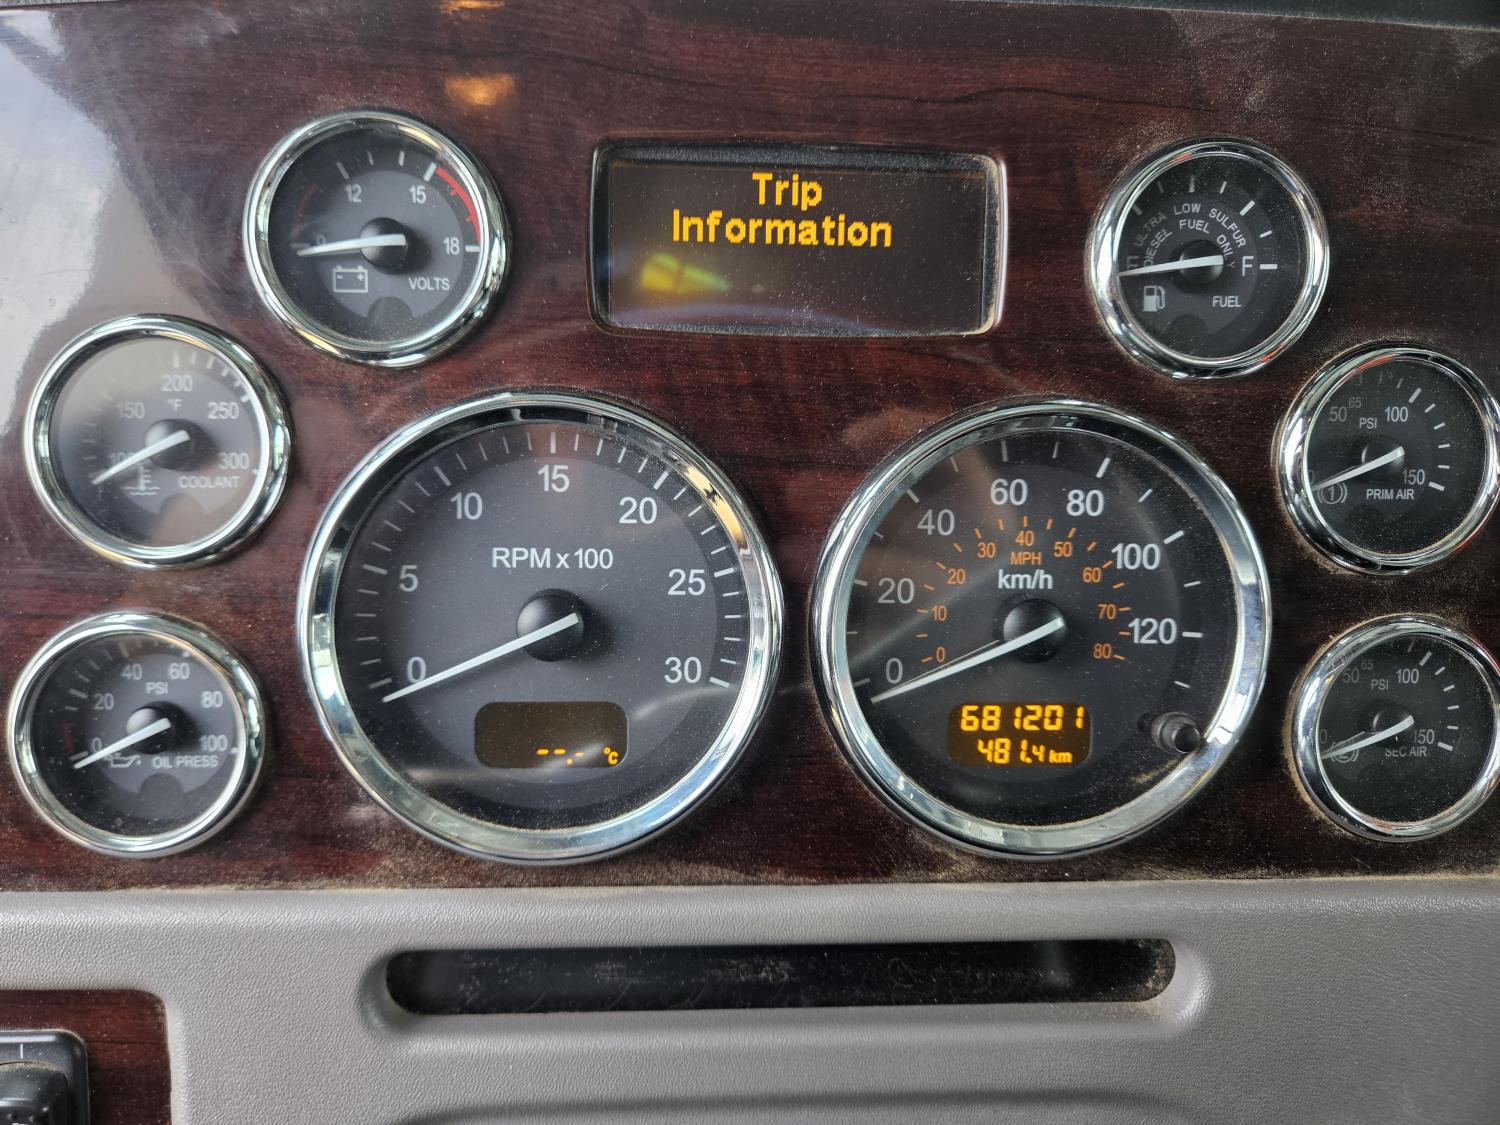 Trip
Information
12
15
18
VOLTS
ULTRA LOW SULFUR
DIESEL FUEL ONLY
E
F
FUEL
100
150
200
250
300
°F
COOLANT
50
65
100
150
PSI
PRIM AIR
0
5
10
15
20
25
30
RPM x 100
--.- °C
0
20
40
60
80
100
120
0
10
20
30
40
50
60
70
80
MPH
km/h
681201
481.4 km
0
20
40
60
80
100
PSI
OIL PRESS
0
50
65
100
150
PSI
SEC AIR